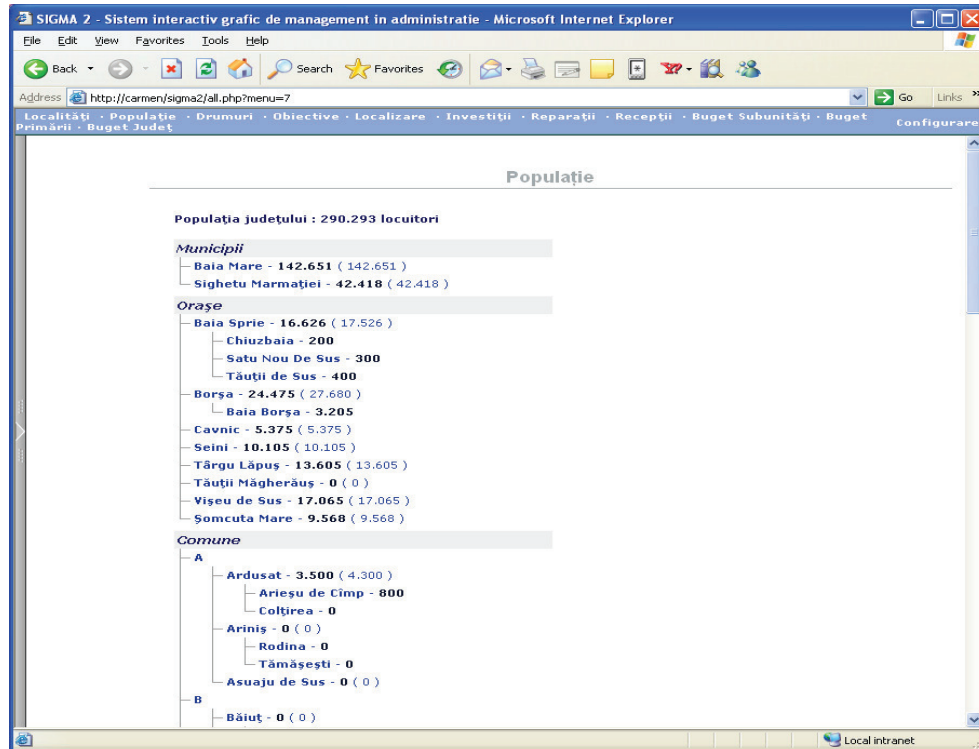 SIGMA 2 - Sistem interactiv grafic de management in administratie - Microsoft Internet Explorer
File Edit View Favorites Tools Help
Back Search Favorites
Address http://carmen/sigma2/all.php?menu=7 Go Links »
Localităţi · Populaţie · Drumuri · Obiective · Localizare · Investiţii · Reparaţii · Recepţii · Buget Subunităţi · Buget
Primării · Buget Judeţ Configurare
Populaţie
Populaţia judeţului : 290.293 locuitori
Municipii
Baia Mare - 142.651 ( 142.651 )
Sighetu Marmaţiei - 42.418 ( 42.418 )
Oraşe
Baia Sprie - 16.626 ( 17.526 )
Chiuzbaia - 200
Satu Nou De Sus - 300
Tăuţii de Sus - 400
Borşa - 24.475 ( 27.680 )
Baia Borşa - 3.205
Cavnic - 5.375 ( 5.375 )
Seini - 10.105 ( 10.105 )
Târgu Lăpuş - 13.605 ( 13.605 )
Tăuţii Măgherăuş - 0 ( 0 )
Vişeu de Sus - 17.065 ( 17.065 )
Şomcuta Mare - 9.568 ( 9.568 )
Comune
A
Ardusat - 3.500 ( 4.300 )
Arieşu de Cîmp - 800
Colţirea - 0
Ariniş - 0 ( 0 )
Rodina - 0
Tămăşeşti - 0
Asuaju de Sus - 0 ( 0 )
B
Băiuţ - 0 ( 0 )
Local intranet